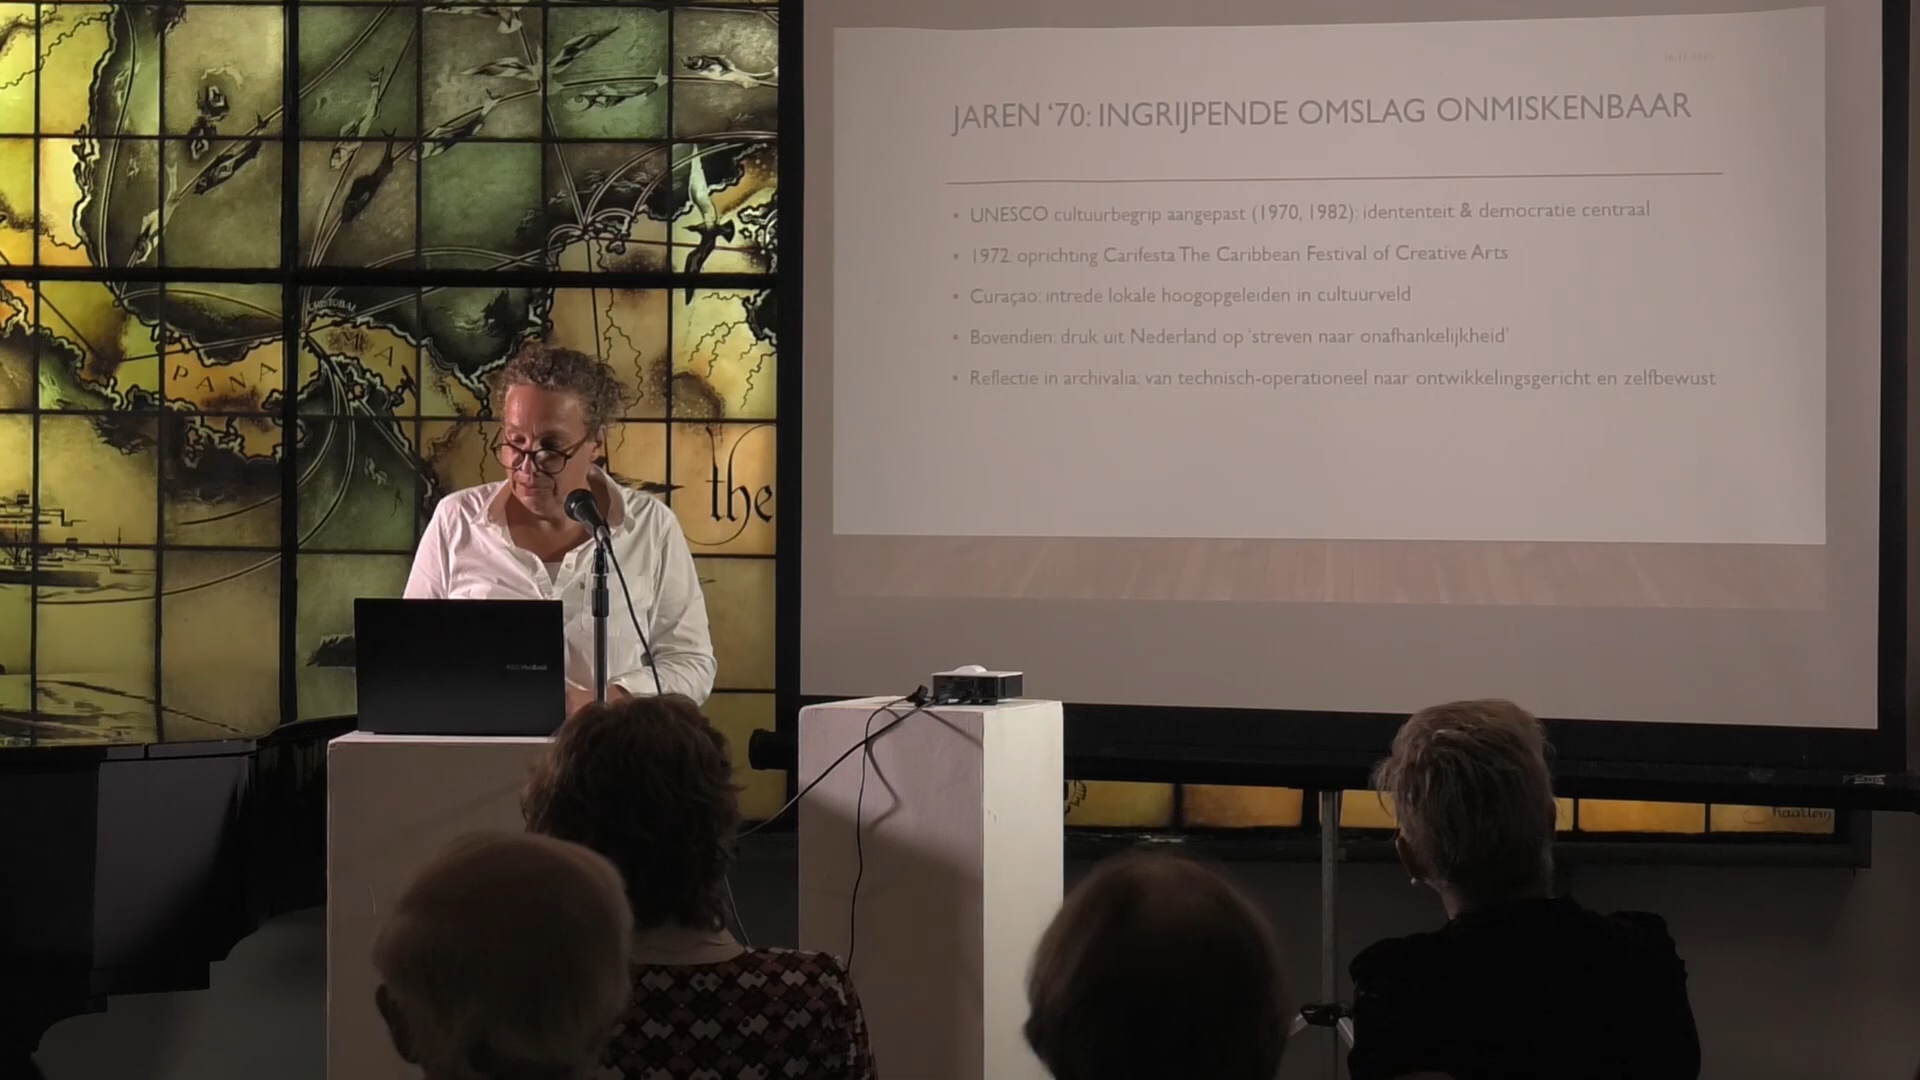 JAREN ‘70: INGRIJPENDE OMSLAG ONMISKENBAAR
• UNESCO cultuurbegrip aangepast (1970, 1982): idententeit & democratie centraal
• 1972: oprichting Carifesta The Caribbean Festival of Creative Arts
• Curaçao: intrede lokale hoogopgeleiden in cultuurveld
• Bovendien: druk uit Nederland op ‘streven naar onafhankelijkheid’
• Reflectie in archivalia: van technisch-operationeel naar ontwikkelingsgericht en zelfbewust
CRISTOBAL
PANAMA
the
Haarlem